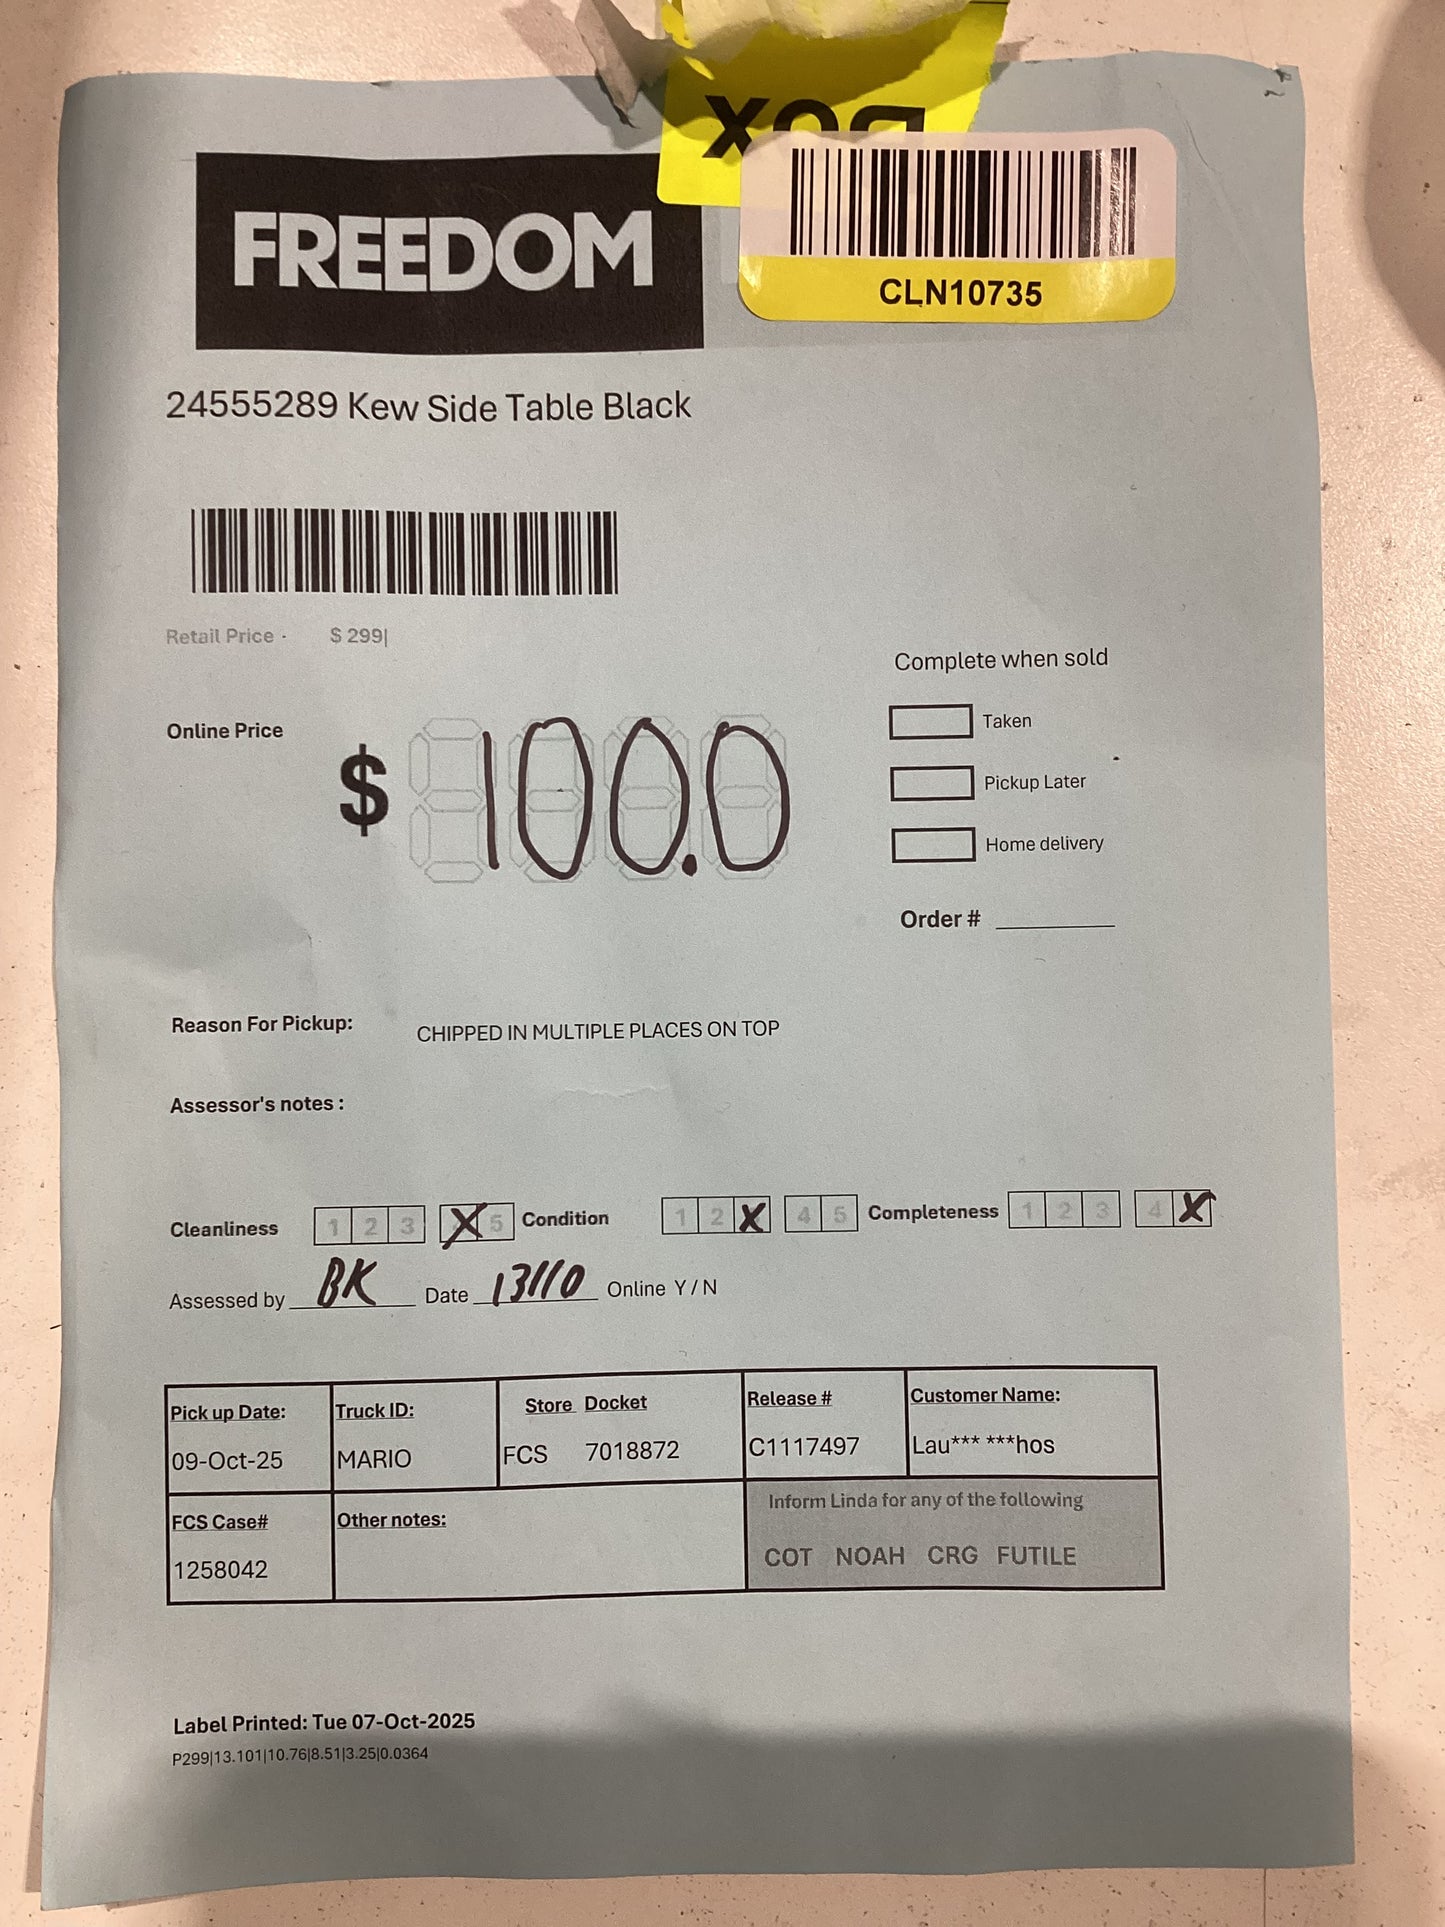 BOX
FREEDOM
CLN10735
24555289 Kew Side Table Black
Retail Price - $ 299|
Complete when sold
Taken
Online Price
$ 100.0
Pickup Later
Home delivery
Order # ______
Reason For Pickup: CHIPPED IN MULTIPLE PLACES ON TOP
Assessor's notes :
Cleanliness 1 2 3 X 5 Condition 1 2 X 4 5 Completeness 1 2 3 4 X
Assessed by BK Date 13/10 Online Y / N
Pick up Date: Truck ID: Store Docket Release # Customer Name:
09-Oct-25 MARIO FCS 7018872 C1117497 Lau*** ***hos
FCS Case# Other notes: Inform Linda for any of the following
1258042 COT NOAH CRG FUTILE
Label Printed: Tue 07-Oct-2025
P299|13.101|10.76|8.51|3.25|0.0364